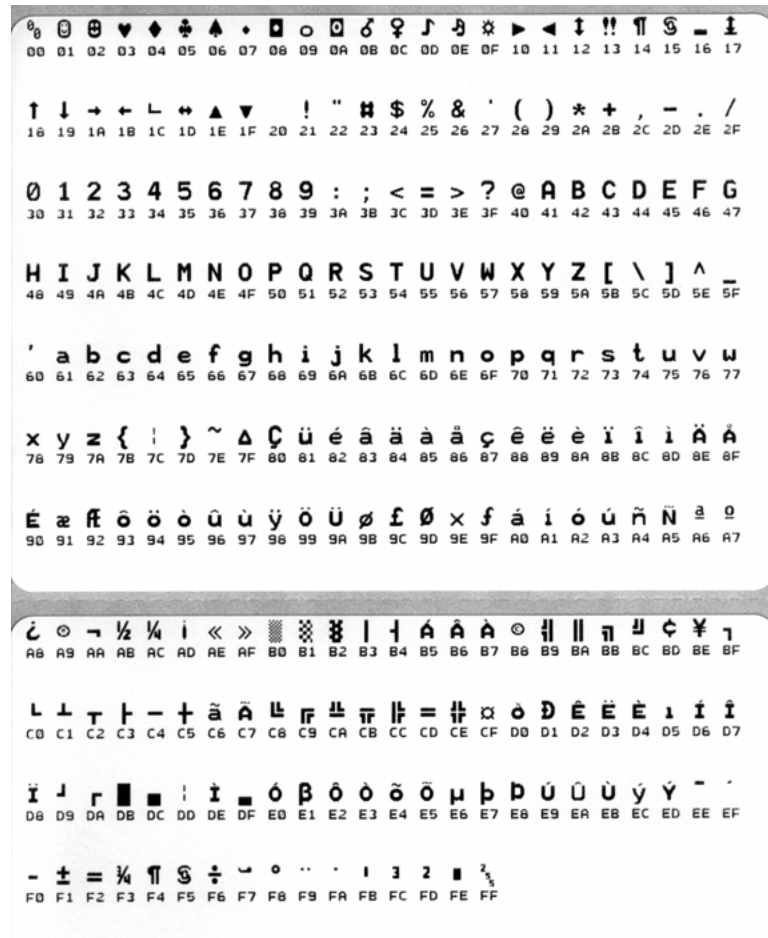 ⁰₀ ☺ ☻ ♥ ♦ ♣ ♠ • ◘ ○ ◙ ♂ ♀ ♪ ♫ ☼ ► ◄ ↕ ‼ ¶ § ▬ ↨
00 01 02 03 04 05 06 07 08 09 0A 0B 0C 0D 0E 0F 10 11 12 13 14 15 16 17
↑ ↓ → ← ∟ ↔ ▲ ▼ ! " # $ % & ' ( ) * + , - . /
18 19 1A 1B 1C 1D 1E 1F 20 21 22 23 24 25 26 27 28 29 2A 2B 2C 2D 2E 2F
0 1 2 3 4 5 6 7 8 9 : ; < = > ? @ A B C D E F G
30 31 32 33 34 35 36 37 38 39 3A 3B 3C 3D 3E 3F 40 41 42 43 44 45 46 47
H I J K L M N O P Q R S T U V W X Y Z [ \ ] ^ _
48 49 4A 4B 4C 4D 4E 4F 50 51 52 53 54 55 56 57 58 59 5A 5B 5C 5D 5E 5F
' a b c d e f g h i j k l m n o p q r s t u v w
60 61 62 63 64 65 66 67 68 69 6A 6B 6C 6D 6E 6F 70 71 72 73 74 75 76 77
x y z { ¦ } ~ ∆ Ç ü é â ä à å ç ê ë è ï î ì Ä Å
78 79 7A 7B 7C 7D 7E 7F 80 81 82 83 84 85 86 87 88 89 8A 8B 8C 8D 8E 8F
É æ Æ ô ö ò û ù ÿ Ö Ü ø £ Ø × ƒ á í ó ú ñ Ñ ª º
90 91 92 93 94 95 96 97 98 99 9A 9B 9C 9D 9E 9F A0 A1 A2 A3 A4 A5 A6 A7
¿ ® ¬ ½ ¼ ¡ « » ░ ▒ ▓ │ ┤ Á Â À © ╣ ║ ╗ ╝ ¢ ¥ ┐
A8 A9 AA AB AC AD AE AF B0 B1 B2 B3 B4 B5 B6 B7 B8 B9 BA BB BC BD BE BF
└ ┴ ┬ ├ ─ ┼ ã Ã ╚ ╔ ╩ ╦ ╠ ═ ╬ ¤ ð Ð Ê Ë È ı Í Î
C0 C1 C2 C3 C4 C5 C6 C7 C8 C9 CA CB CC CD CE CF D0 D1 D2 D3 D4 D5 D6 D7
Ï ┘ ┌ █ ▄ ¦ Ì ▄ Ó β Ô Ò õ Õ µ þ Þ Ú Û Ù ý Ý ¯ ´
D8 D9 DA DB DC DD DE DF E0 E1 E2 E3 E4 E5 E6 E7 E8 E9 EA EB EC ED EE EF
- ± = ¾ ¶ § ÷ ¸ ° ¨ · ı ³ ² ■ ²₅₅
F0 F1 F2 F3 F4 F5 F6 F7 F8 F9 FA FB FC FD FE FF